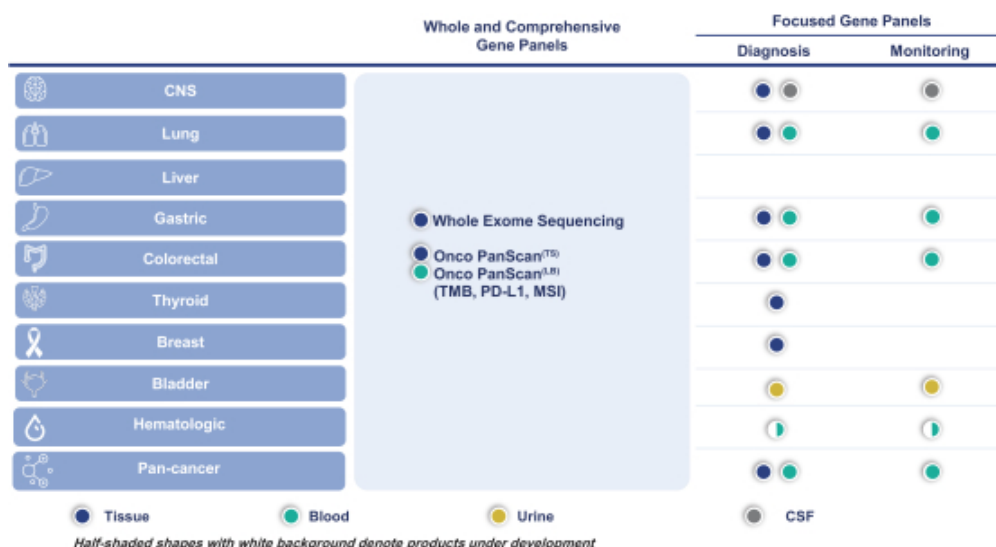 Whole and Comprehensive
Gene Panels
Focused Gene Panels
Diagnosis
Monitoring
CNS
Lung
Liver
Gastric
Colorectal
Thyroid
Breast
Bladder
Hematologic
Pan-cancer
Whole Exome Sequencing
Onco PanScan(TS)
Onco PanScan(LB)
(TMB, PD-L1, MSI)
Tissue
Blood
Urine
CSF
Half-shaded shapes with white background denote products under development